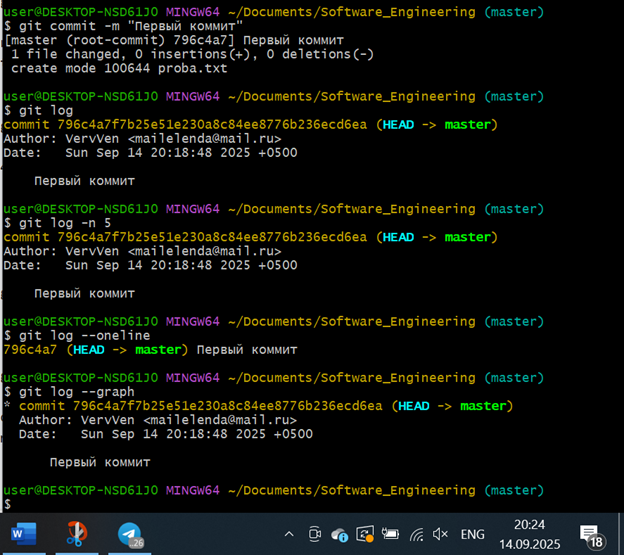 user@DESKTOP-NSD61J0 MINGW64 ~/Documents/Software_Engineering (master)
$ git commit -m "Первый коммит"
[master (root-commit) 796c4a7] Первый коммит
 1 file changed, 0 insertions(+), 0 deletions(-)
 create mode 100644 proba.txt

user@DESKTOP-NSD61J0 MINGW64 ~/Documents/Software_Engineering (master)
$ git log
commit 796c4a7f7b25e51e230a8c84ee8776b236ecd6ea (HEAD -> master)
Author: VervVen <mailelenda@mail.ru>
Date:   Sun Sep 14 20:18:48 2025 +0500

    Первый коммит

user@DESKTOP-NSD61J0 MINGW64 ~/Documents/Software_Engineering (master)
$ git log -n 5
commit 796c4a7f7b25e51e230a8c84ee8776b236ecd6ea (HEAD -> master)
Author: VervVen <mailelenda@mail.ru>
Date:   Sun Sep 14 20:18:48 2025 +0500

    Первый коммит

user@DESKTOP-NSD61J0 MINGW64 ~/Documents/Software_Engineering (master)
$ git log --oneline
796c4a7 (HEAD -> master) Первый коммит

user@DESKTOP-NSD61J0 MINGW64 ~/Documents/Software_Engineering (master)
$ git log --graph
* commit 796c4a7f7b25e51e230a8c84ee8776b236ecd6ea (HEAD -> master)
  Author: VervVen <mailelenda@mail.ru>
  Date:   Sun Sep 14 20:18:48 2025 +0500

      Первый коммит

user@DESKTOP-NSD61J0 MINGW64 ~/Documents/Software_Engineering (master)
$
W
26
ENG
20:24
14.09.2025
18